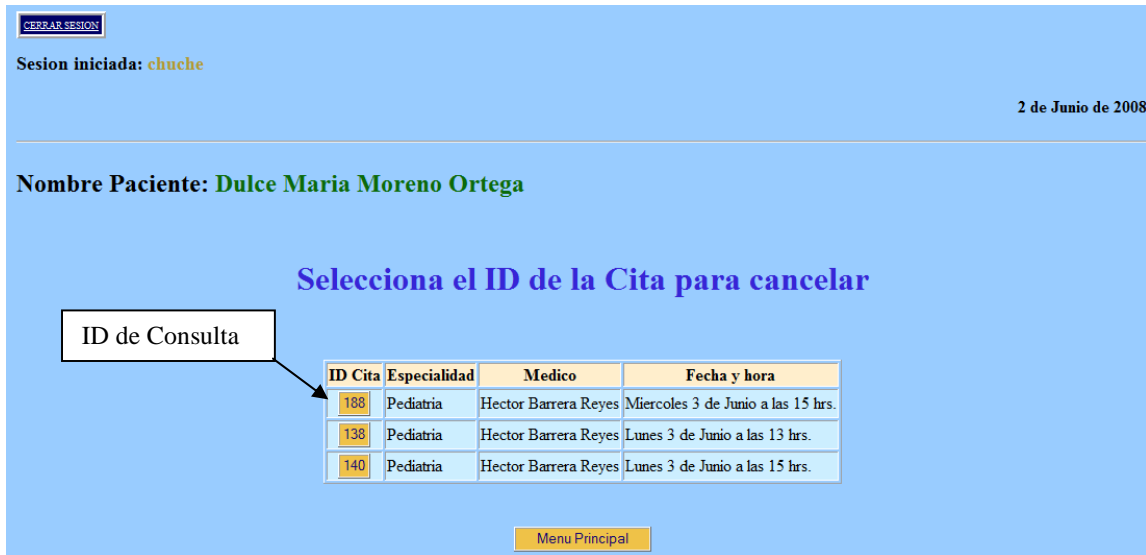 CERRAR SESION
Sesion iniciada: chuche
2 de Junio de 2008
Nombre Paciente: Dulce Maria Moreno Ortega
Selecciona el ID de la Cita para cancelar
ID de Consulta
ID Cita Especialidad Medico Fecha y hora
188 Pediatria Hector Barrera Reyes Miercoles 3 de Junio a las 15 hrs.
138 Pediatria Hector Barrera Reyes Lunes 3 de Junio a las 13 hrs.
140 Pediatria Hector Barrera Reyes Lunes 3 de Junio a las 15 hrs.
Menu Principal